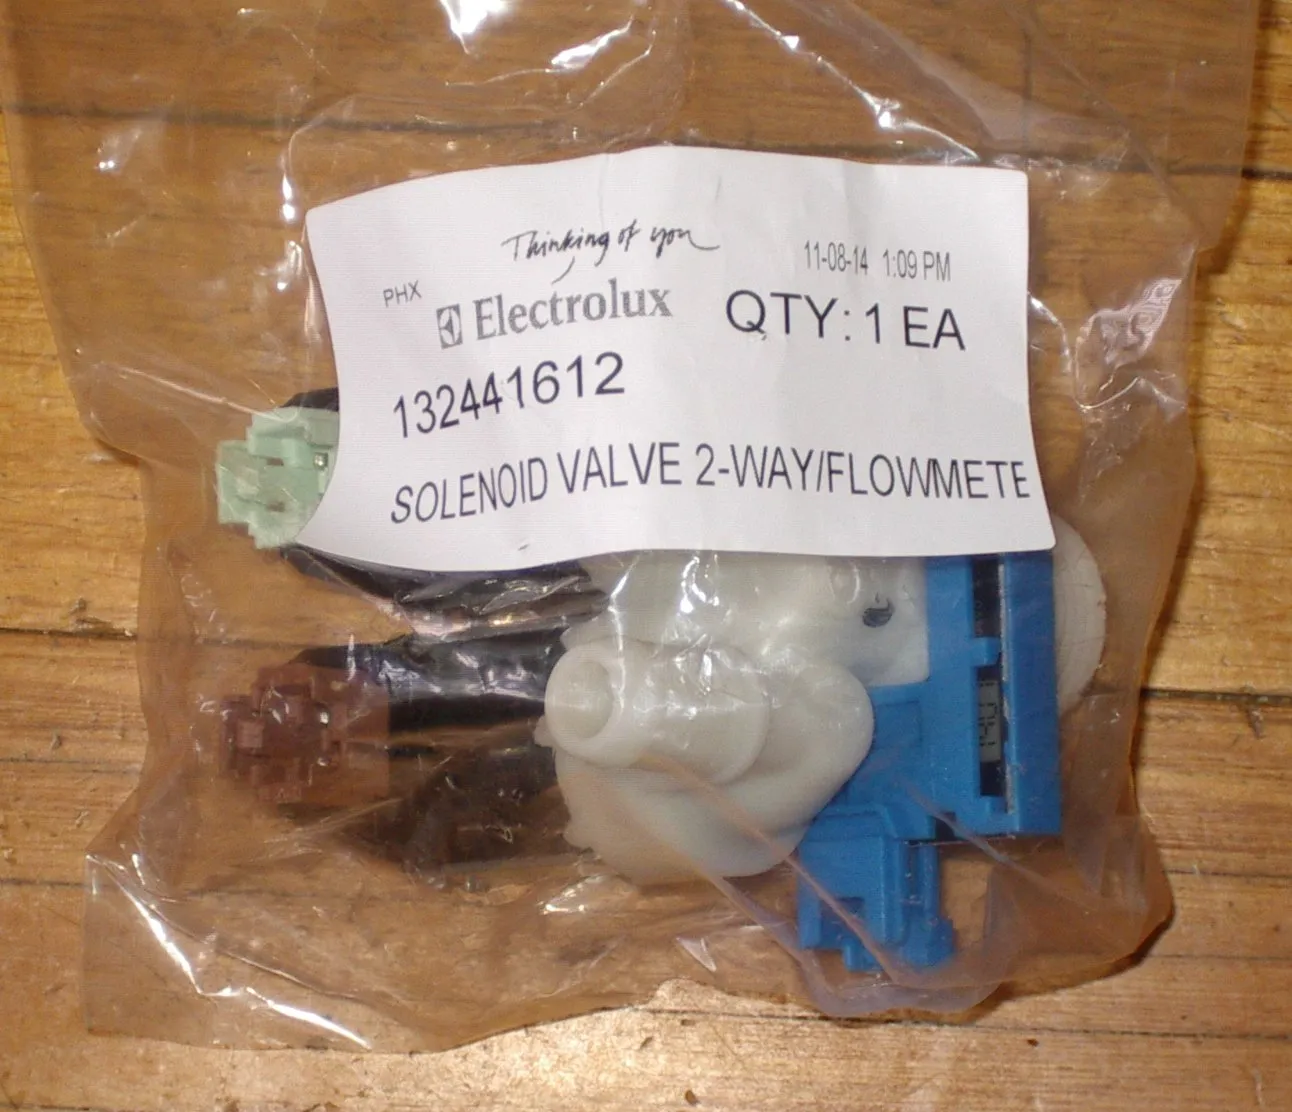 Thinking of you
11-08-14 1:09 PM
PHX
Electrolux
QTY: 1 EA
132441612
SOLENOID VALVE 2-WAY/FLOWMETE